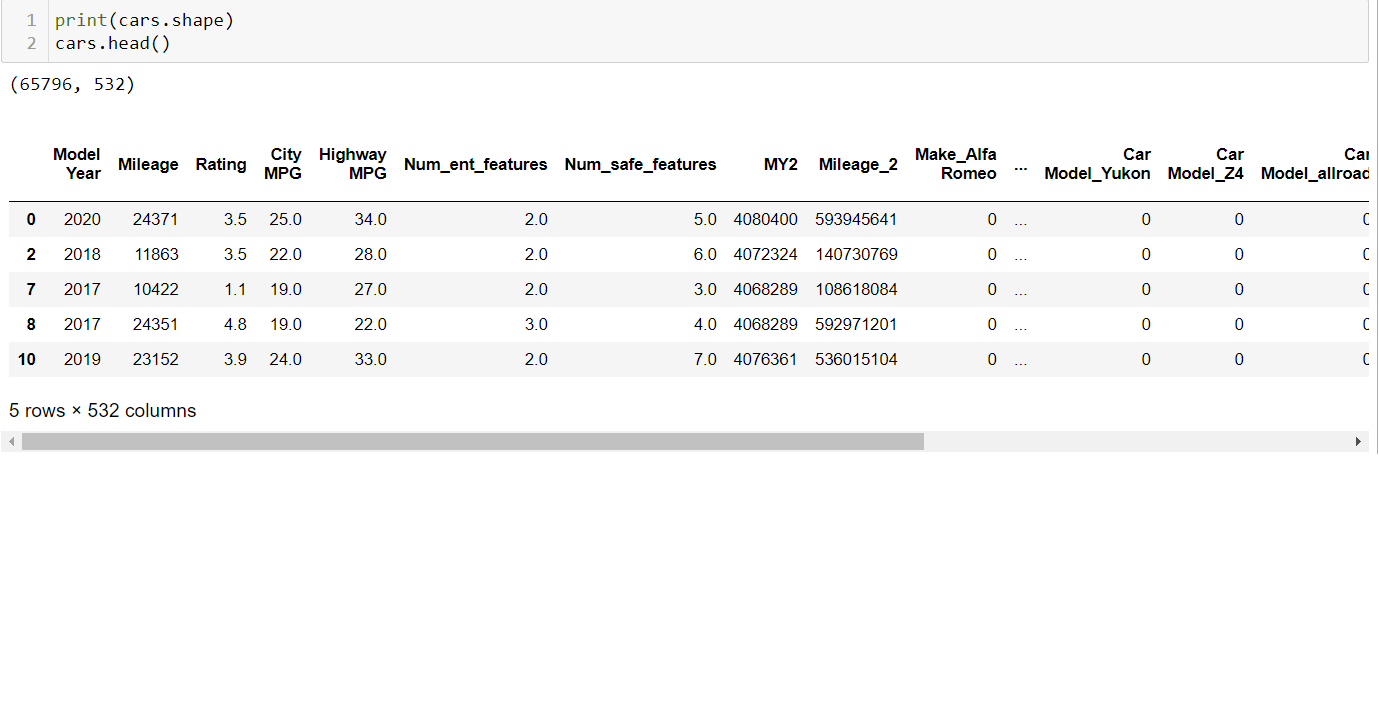 1 print(cars.shape)
2 cars.head()
(65796, 532)
Model Year Mileage Rating City MPG Highway MPG Num_ent_features Num_safe_features MY2 Mileage_2 Make_Alfa Romeo ... Car Model_Yukon Car Model_Z4 Car Model_allroad
0 2020 24371 3.5 25.0 34.0 2.0 5.0 4080400 593945641 0 ... 0 0 0
2 2018 11863 3.5 22.0 28.0 2.0 6.0 4072324 140730769 0 ... 0 0 0
7 2017 10422 1.1 19.0 27.0 2.0 3.0 4068289 108618084 0 ... 0 0 0
8 2017 24351 4.8 19.0 22.0 3.0 4.0 4068289 592971201 0 ... 0 0 0
10 2019 23152 3.9 24.0 33.0 2.0 7.0 4076361 536015104 0 ... 0 0 0
5 rows × 532 columns